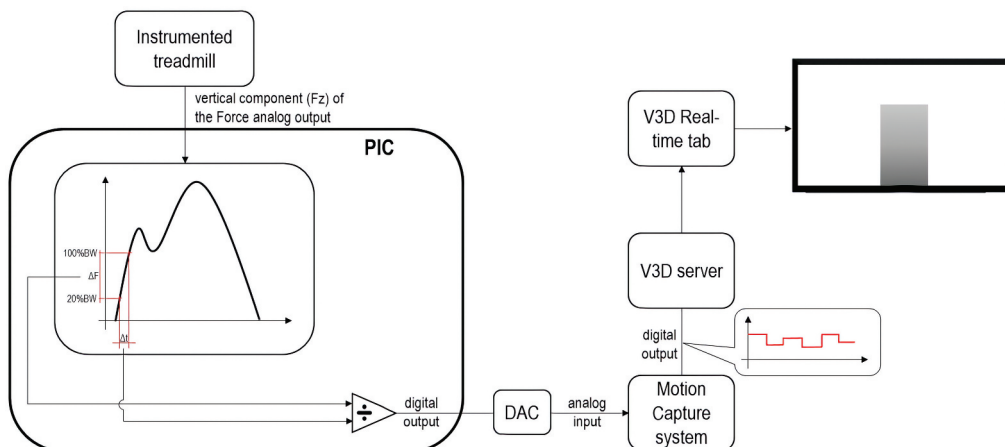 Instrumented
treadmill
vertical component (Fz) of
the Force analog output
PIC
100%BW
ΔF
20%BW
Δt
÷
digital
output
DAC
analog
input
Motion
Capture
system
digital
output
V3D server
V3D Real-
time tab